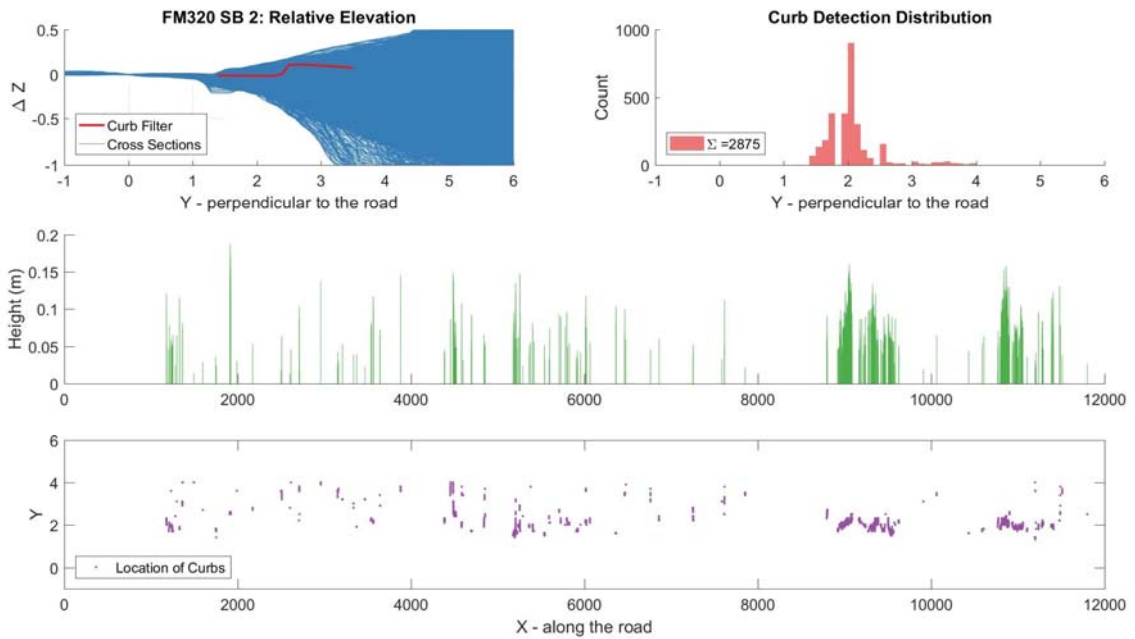 FM320 SB 2: Relative Elevation
0.5
0
-0.5
-1
Δ Z
Curb Filter
Cross Sections
-1 0 1 2 3 4 5 6
Y - perpendicular to the road
Curb Detection Distribution
1000
500
0
Count
Σ =2875
-1 0 1 2 3 4 5 6
Y - perpendicular to the road
0.2
0.15
0.1
0.05
0
Height (m)
0 2000 4000 6000 8000 10000 12000
6
4
2
0
Y
Location of Curbs
0 2000 4000 6000 8000 10000 12000
X - along the road